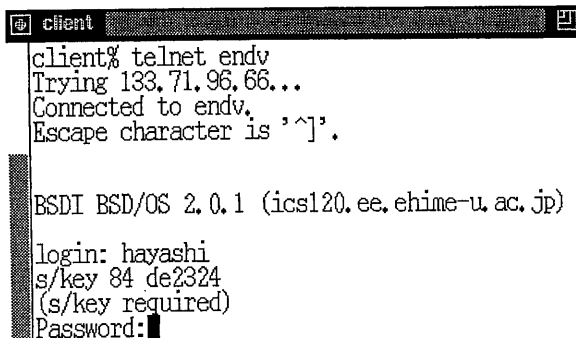 client
client% telnet endv
Trying 133.71.96.66...
Connected to endv.
Escape character is '^]'.
BSDI BSD/OS 2.0.1 (ics120.ee.ehime-u.ac.jp)
login: hayashi
s/key 84 de2324
(s/key required)
Password: